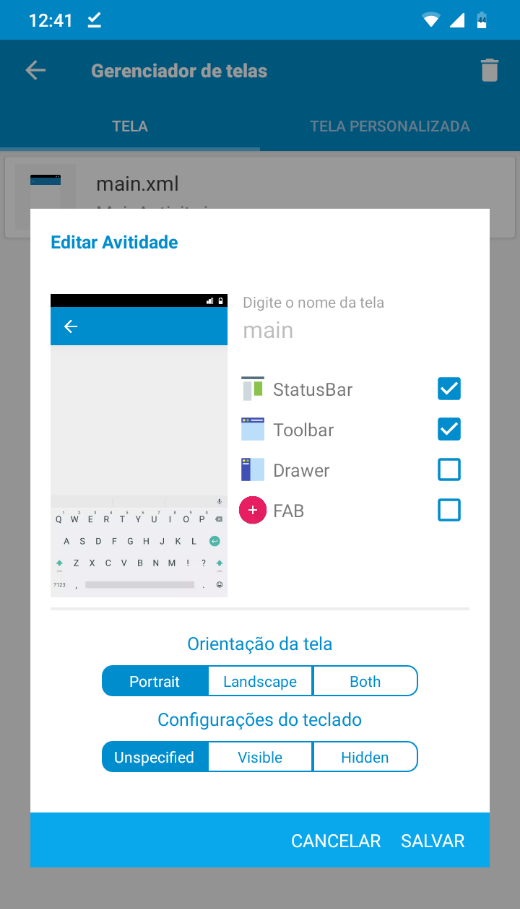 12:41
44
Gerenciador de telas
TELA
TELA PERSONALIZADA
main.xml
Editar Avitidade
Digite o nome da tela
main
StatusBar
Toolbar
Drawer
FAB
Q W E R T Y U I O P
A S D F G H J K L
Z X C V B N M ! ?
?123 , .
Orientação da tela
Portrait Landscape Both
Configurações do teclado
Unspecified Visible Hidden
CANCELAR SALVAR